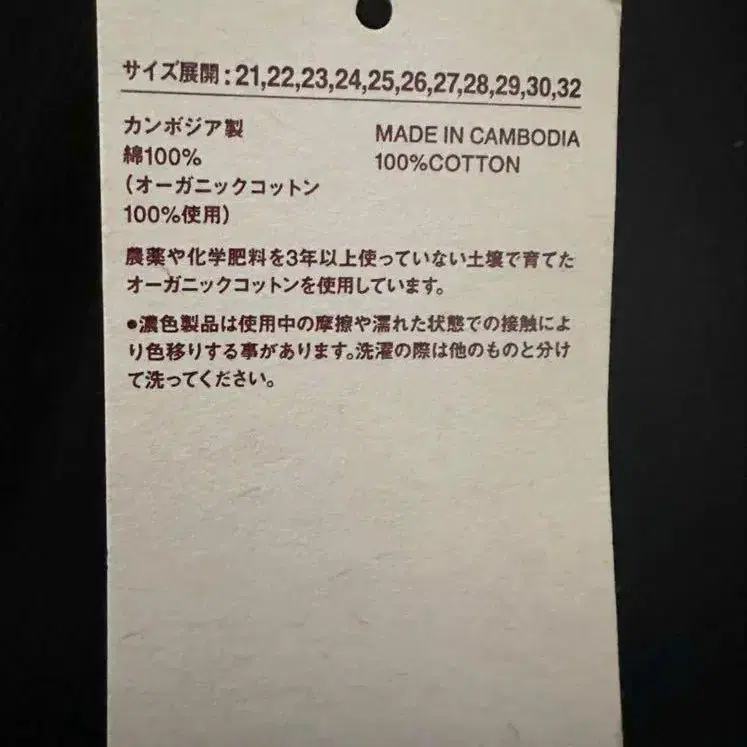 サイズ展開：21,22,23,24,25,26,27,28,29,30,32
カンボジア製
綿100%
（オーガニックコットン
100%使用）
MADE IN CAMBODIA
100%COTTON
農薬や化学肥料を3年以上使っていない土壌で育てた
オーガニックコットンを使用しています。
●濃色製品は使用中の摩擦や濡れた状態での接触によ
り色移りする事があります。洗濯の際は他のものと分け
て洗ってください。